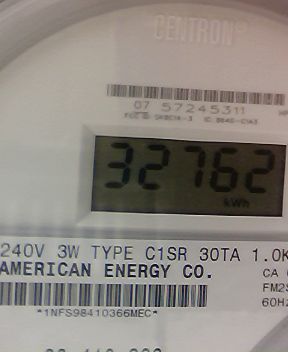 CENTRON
07 57245311
32762
kWh
240V 3W TYPE C1SR 30TA 1.0K
AMERICAN ENERGY CO.
CA
FM2S
60Hz
*1NFS98410366MEC*